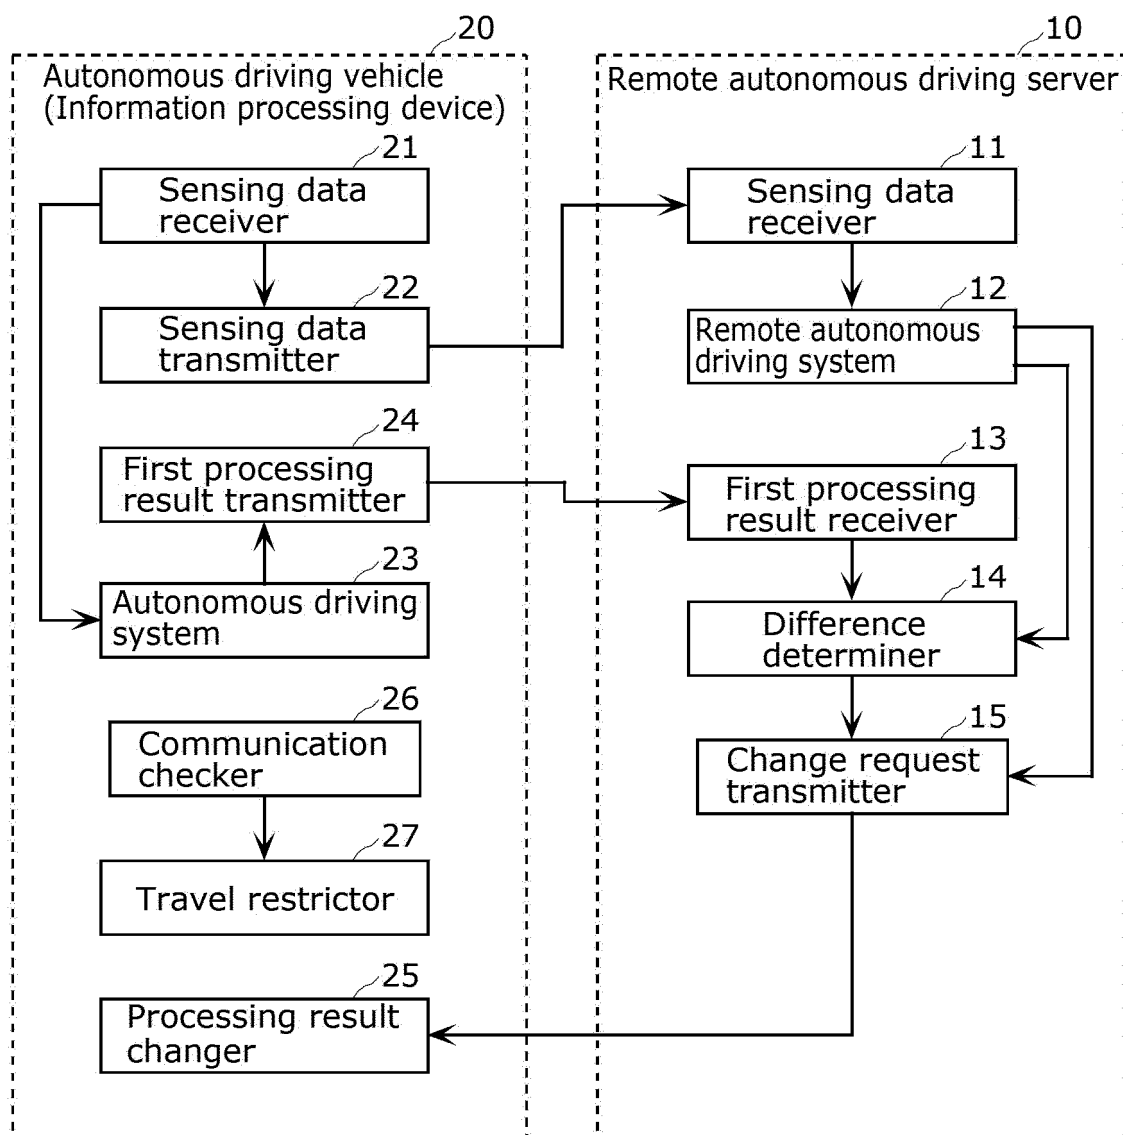 20
Autonomous driving vehicle
(Information processing device)
21
Sensing data
receiver
22
Sensing data
transmitter
24
First processing
result transmitter
23
Autonomous driving
system
26
Communication
checker
27
Travel restrictor
25
Processing result
changer
10
Remote autonomous driving server
11
Sensing data
receiver
12
Remote autonomous
driving system
13
First processing
result receiver
14
Difference
determiner
15
Change request
transmitter